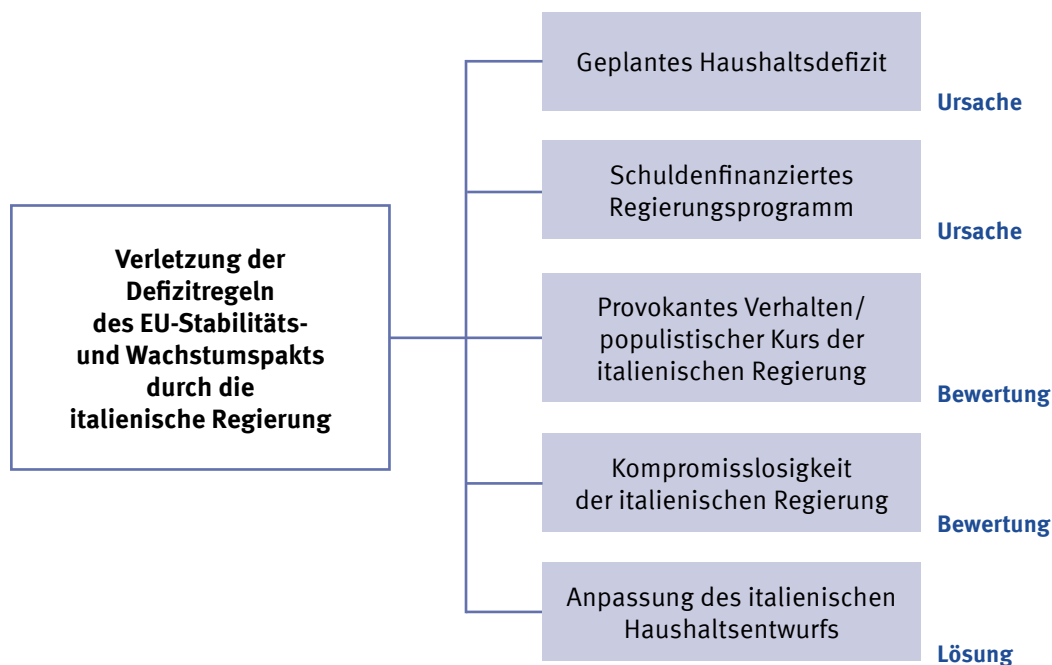 Geplantes Haushaltsdefizit
Ursache
Schuldenfinanziertes
Regierungsprogramm
Ursache
Verletzung der
Defizitregeln
des EU-Stabilitäts-
und Wachstumspakts
durch die
italienische Regierung
Provokantes Verhalten/
populistischer Kurs der
italienischen Regierung
Bewertung
Kompromisslosigkeit
der italienischen Regierung
Bewertung
Anpassung des italienischen
Haushaltsentwurfs
Lösung